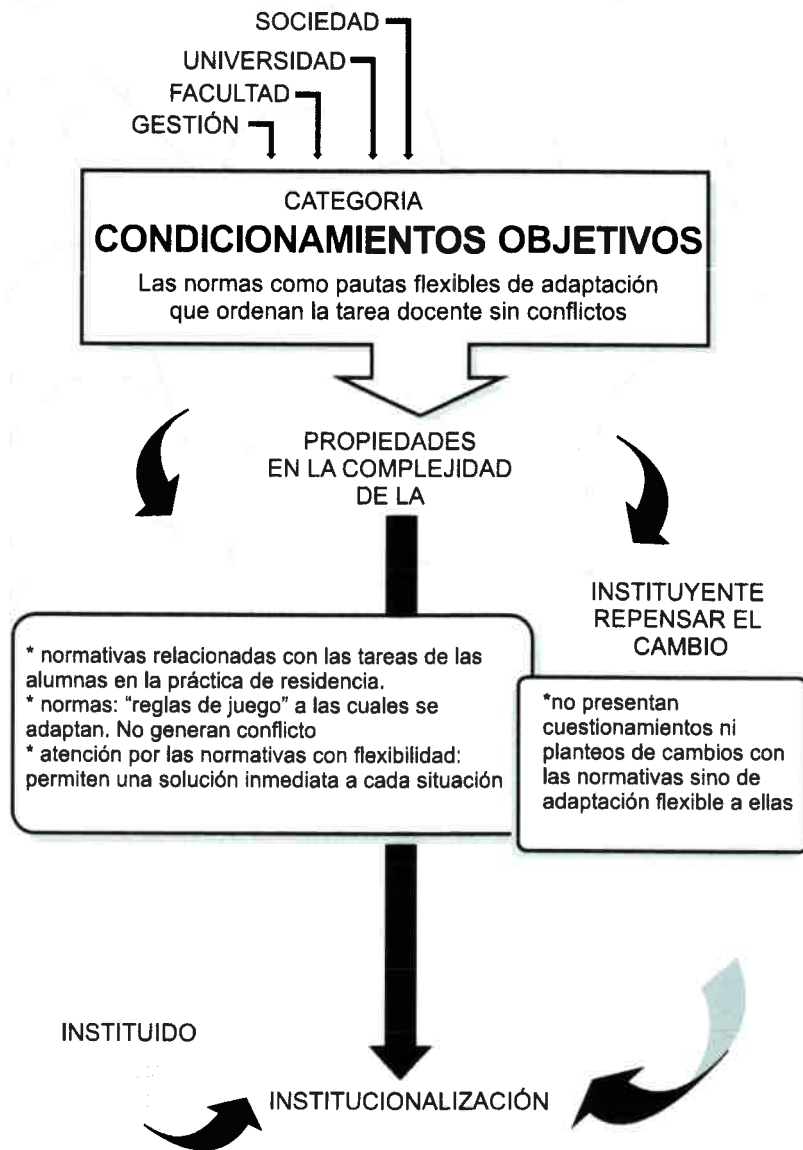 SOCIEDAD
UNIVERSIDAD
FACULTAD
GESTIÓN
CATEGORIA
CONDICIONAMIENTOS OBJETIVOS
Las normas como pautas flexibles de adaptación
que ordenan la tarea docente sin conflictos
PROPIEDADES
EN LA COMPLEJIDAD
DE LA
INSTITUYENTE
REPENSAR EL
CAMBIO
* normativas relacionadas con las tareas de las
alumnas en la práctica de residencia.
* normas: “reglas de juego” a las cuales se
adaptan. No generan conflicto
* atención por las normativas con flexibilidad:
permiten una solución inmediata a cada situación
*no presentan
cuestionamientos ni
planteos de cambios con
las normativas sino de
adaptación flexible a ellas
INSTITUIDO
INSTITUCIONALIZACIÓN